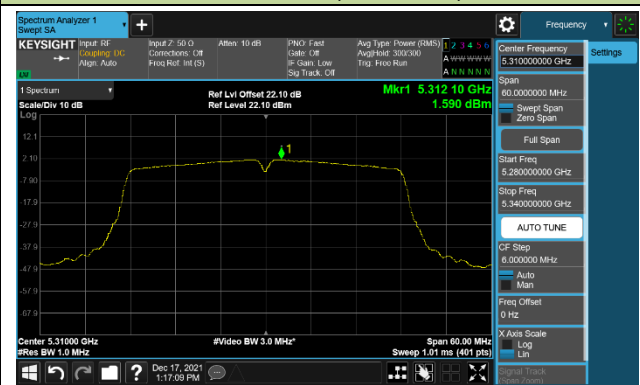 Spectrum Analyzer 1
Swept SA
+
Frequency
KEYSIGHT
Input: RF
Coupling: DC
Align: Auto
Input Z: 50 Ω
Corrections: Off
Freq Ref: Int (S)
Atten: 10 dB
PNO: Fast
Gate: Off
IF Gain: Low
Sig Track: Off
Avg Type: Power (RMS)
Avg|Hold: 300/300
Trig: Free Run
1 2 3 4 5 6
A W W W W W
A N N N N N
LXI
1 Spectrum
Scale/Div 10 dB
Ref Lvl Offset 22.10 dB
Ref Level 22.10 dBm
Mkr1 5.312 10 GHz
1.590 dBm
Log
12.1
2.10
-7.90
-17.9
-27.9
-37.9
-47.9
-57.9
-67.9
1
Center 5.31000 GHz
#Res BW 1.0 MHz
#Video BW 3.0 MHz*
Span 60.00 MHz
Sweep 1.01 ms (401 pts)
Center Frequency
5.310000000 GHz
Settings
Span
60.0000000 MHz
Swept Span
Zero Span
Full Span
Start Freq
5.280000000 GHz
Stop Freq
5.340000000 GHz
AUTO TUNE
CF Step
6.000000 MHz
Auto
Man
Freq Offset
0 Hz
X Axis Scale
Log
Lin
Signal Track
(Span Zoom)
?
Dec 17, 2021
1:17:09 PM